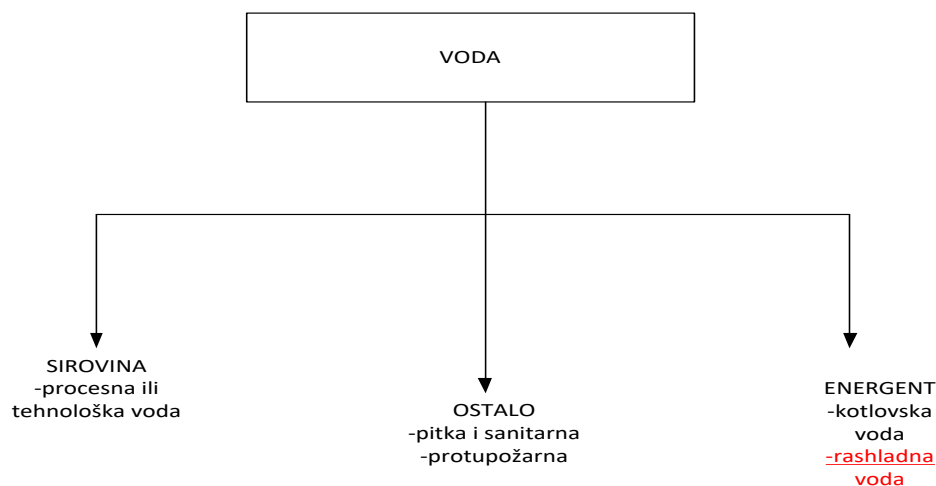 VODA
SIROVINA
-procesna ili
tehnološka voda
OSTALO
-pitka i sanitarna
-protupožarna
ENERGENT
-kotlovska
voda
-rashladna
voda